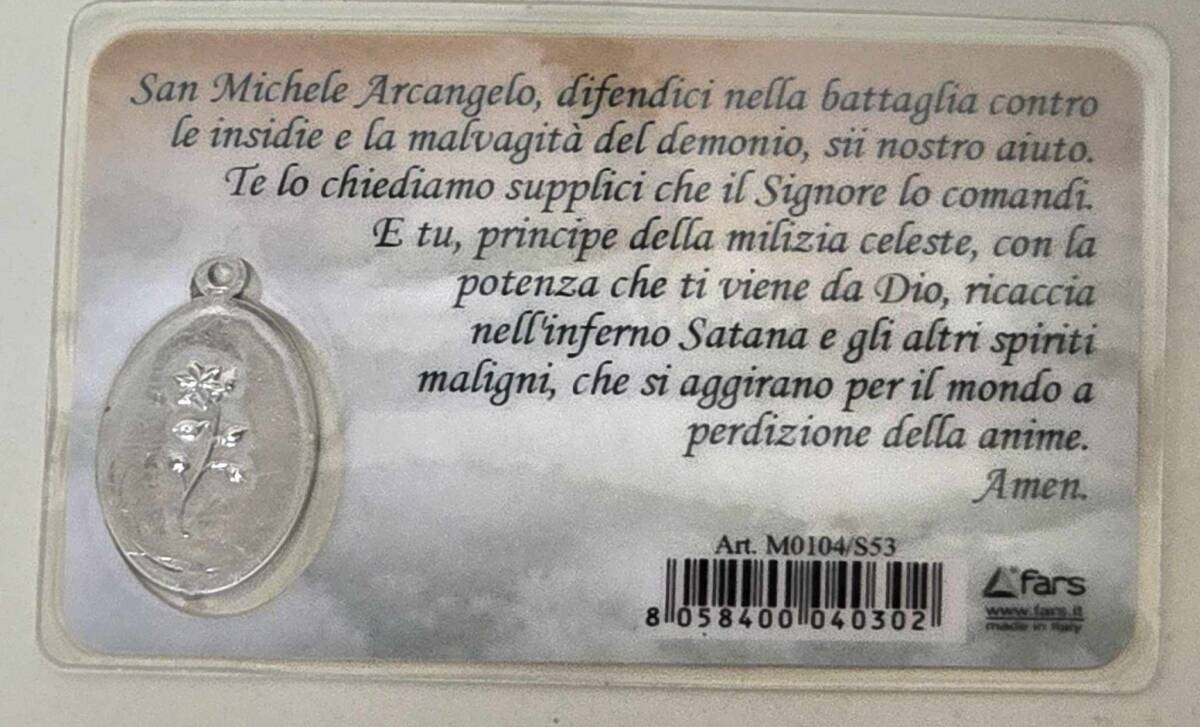 San Michele Arcangelo, difendici nella battaglia contro
le insidie e la malvagità del demonio, sii nostro aiuto.
Te lo chiediamo supplici che il Signore lo comandi.
E tu, principe della milizia celeste, con la
potenza che ti viene da Dio, ricaccia
nell'inferno Satana e gli altri spiriti
maligni, che si aggirano per il mondo a
perdizione della anime.
Amen.
Art. M0104/S53
8 058400 040302
fars
www.fars.it
made in Italy